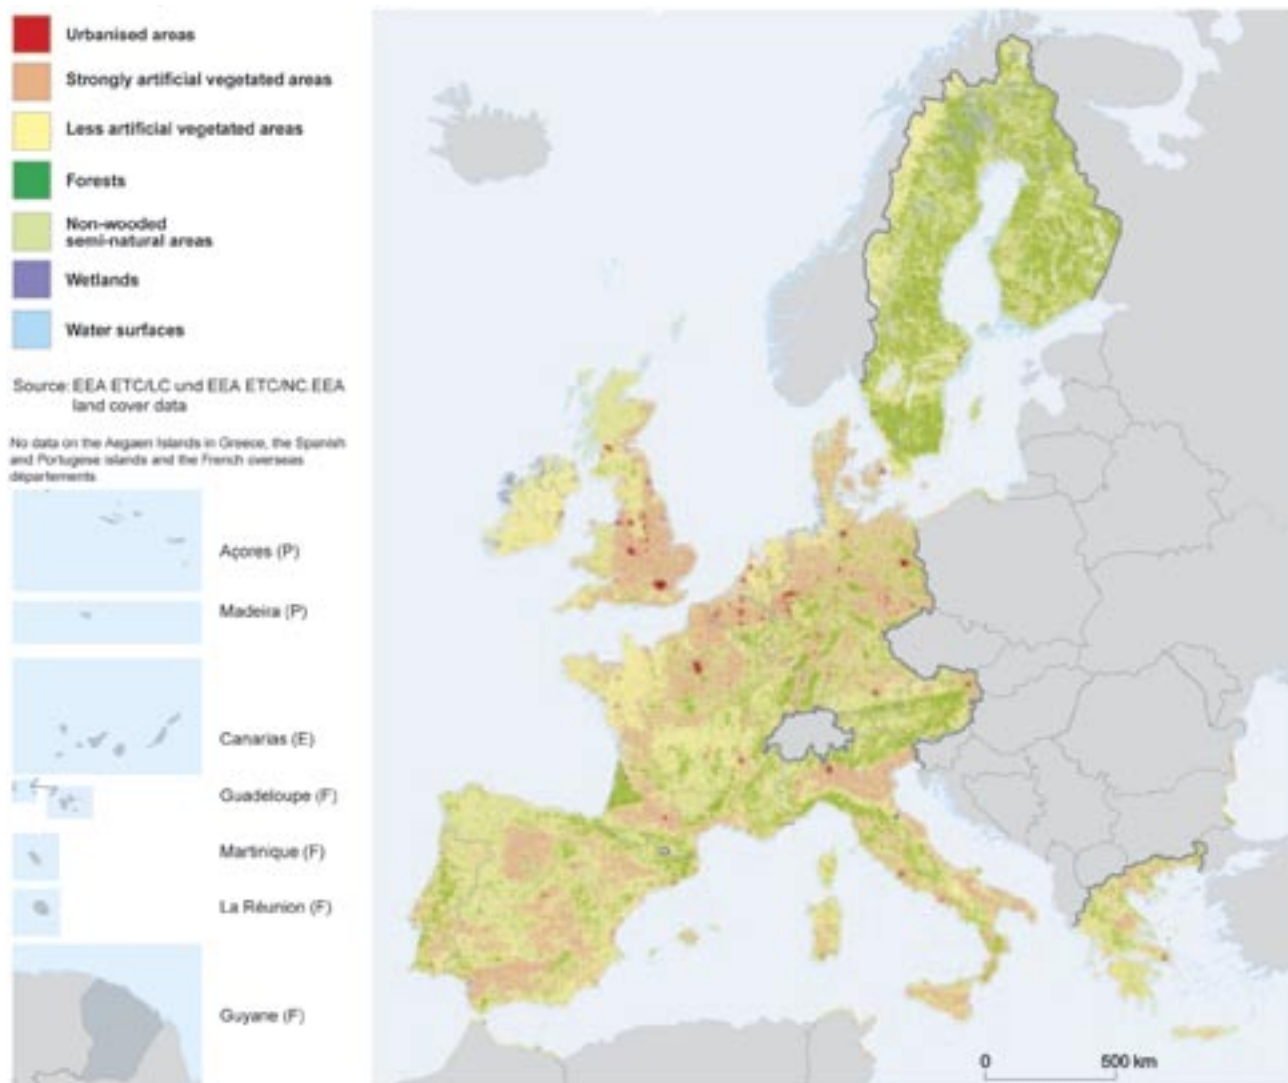 Urbanised areas
Strongly artificial vegetated areas
Less artificial vegetated areas
Forests
Non-wooded
semi-natural areas
Wetlands
Water surfaces
Source: EEA ETC/LC und EEA ETC/NC.EEA
land cover data
No data on the Aegaen Islands in Greece, the Spanish
and Portugese islands and the French overseas
départements
Açores (P)
Madeira (P)
Canarias (E)
Guadeloupe (F)
Martinique (F)
La Réunion (F)
Guyane (F)
0 500 km